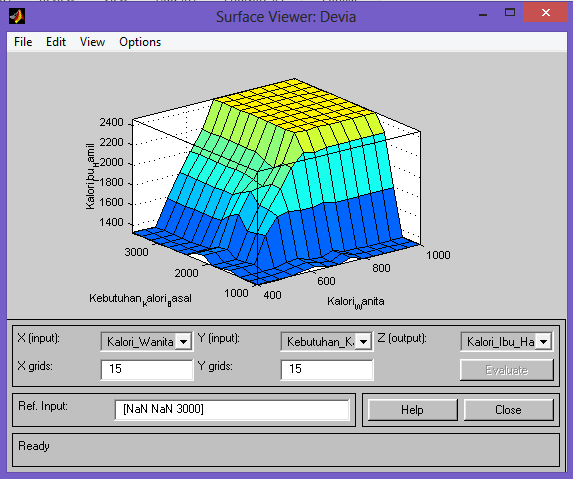 Surface Viewer: Devia
File Edit View Options
2400
2200
2000
1800
1600
1400
Kalori_Ibu_Hamil
3000
2000
1000
Kebutuhan_Kalori_Basal
400
600
800
1000
Kalori_Wanita
X (input): Kalori_Wanita Y (input): Kebutuhan_K Z (output): Kalori_Ibu_Ha
X grids: 15 Y grids: 15 Evaluate
Ref. Input: [NaN NaN 3000] Help Close
Ready